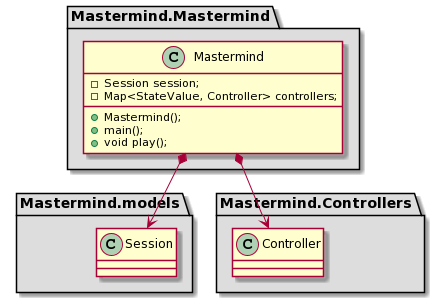 Mastermind.Mastermind
C Mastermind
Session session;
Map<StateValue, Controller> controllers;
Mastermind();
main();
void play();
Mastermind.models
Mastermind.Controllers
C Session
C Controller